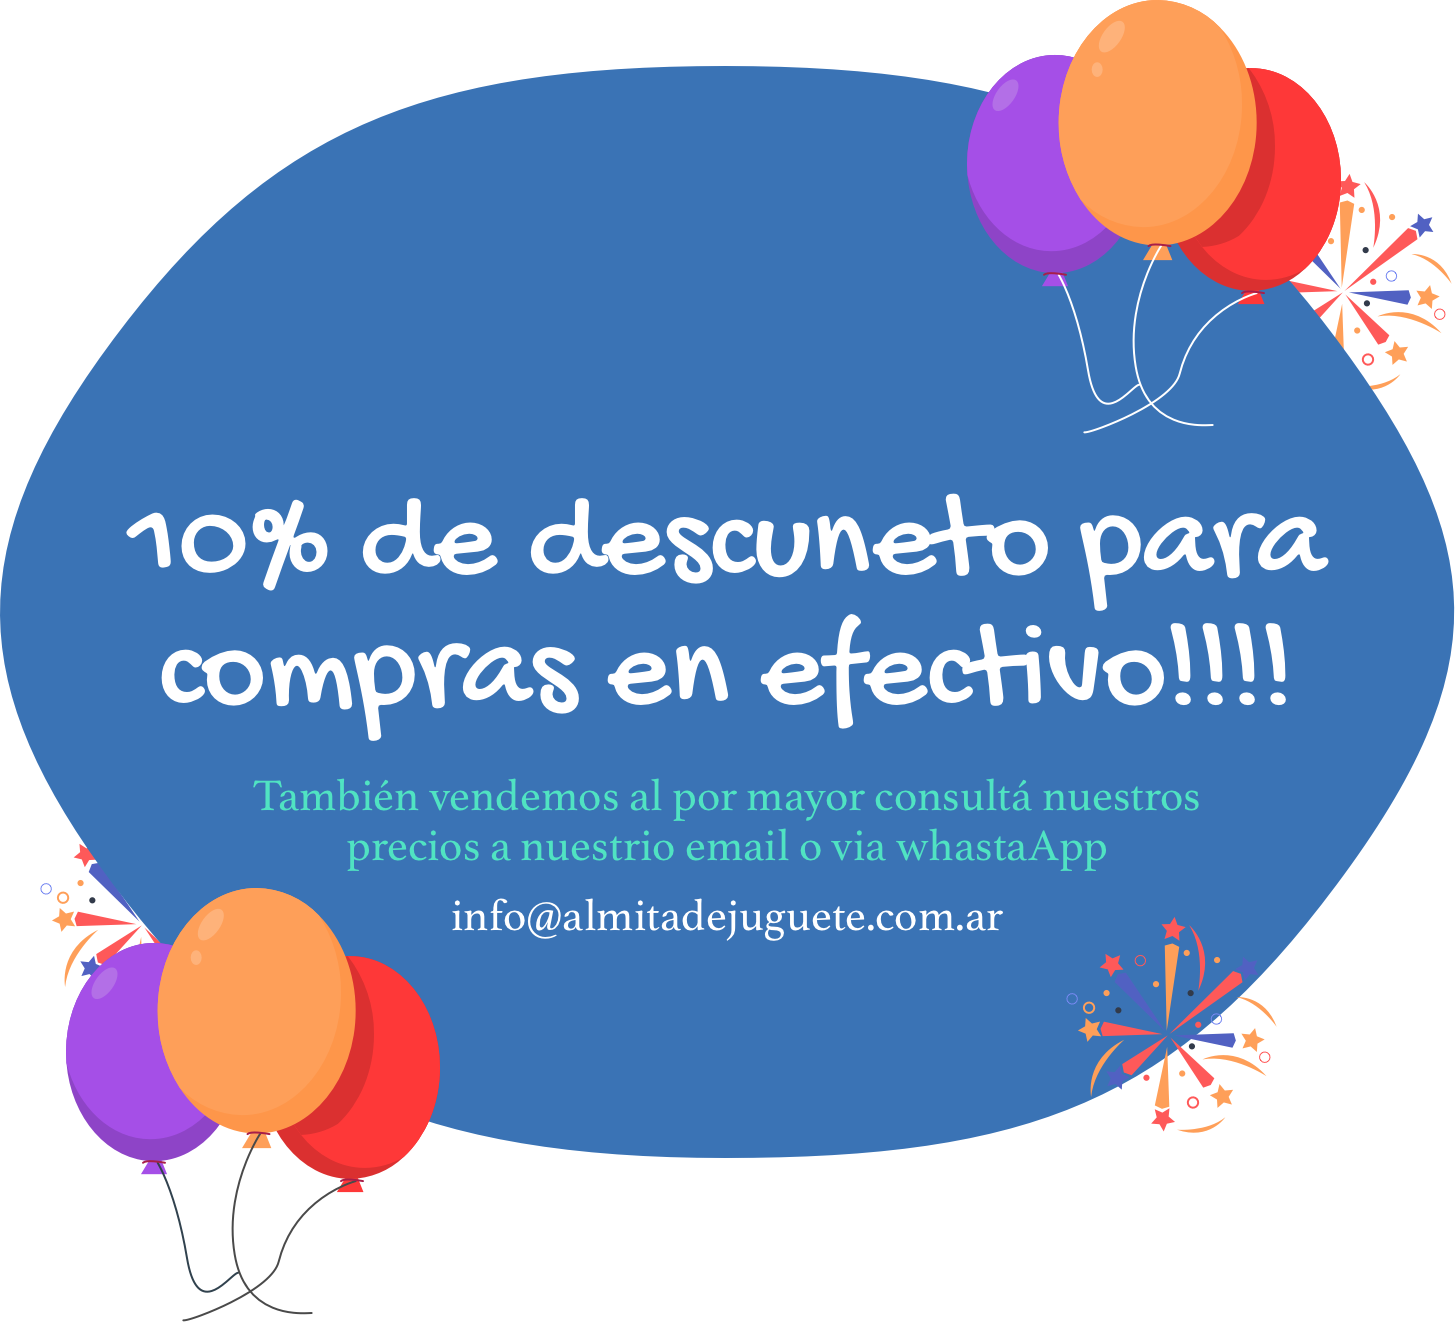 10% de descuneto para
compras en efectivo!!!!
También vendemos al por mayor consultá nuestros
precios a nuestrio email o via whastaApp
info@almitadejuguete.com.ar